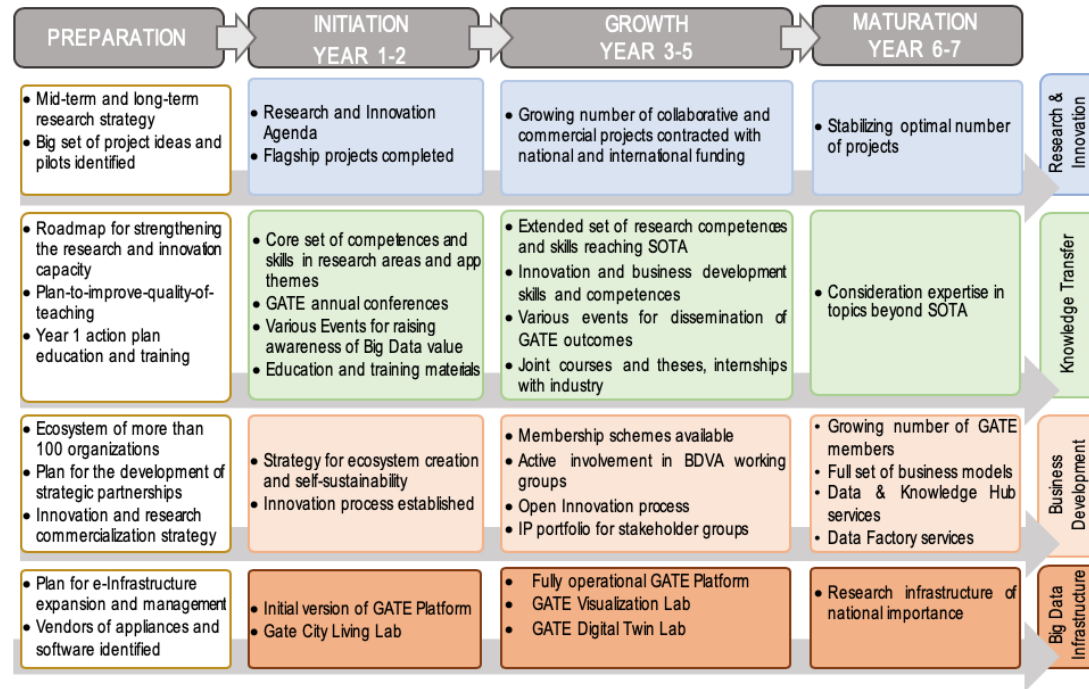 PREPARATION
INITIATION
YEAR 1-2
GROWTH
YEAR 3-5
MATURATION
YEAR 6-7
• Mid-term and long-term
research strategy
• Big set of project ideas and
pilots identified
• Research and Innovation
Agenda
• Flagship projects completed
• Growing number of collaborative and
commercial projects contracted with
national and international funding
• Stabilizing optimal number
of projects
Research &
Innovation
• Roadmap for strengthening
the research and innovation
capacity
• Plan-to-improve-quality-of-
teaching
• Year 1 action plan
education and training
• Core set of competences and
skills in research areas and app
themes
• GATE annual conferences
• Various Events for raising
awareness of Big Data value
• Education and training materials
• Extended set of research competences
and skills reaching SOTA
• Innovation and business development
skills and competences
• Various events for dissemination of
GATE outcomes
• Joint courses and theses, internships
with industry
• Consideration expertise in
topics beyond SOTA
Knowledge Transfer
• Ecosystem of more than
100 organizations
• Plan for the development of
strategic partnerships
• Innovation and research
commercialization strategy
• Strategy for ecosystem creation
and self-sustainability
• Innovation process established
• Membership schemes available
• Active involvement in BDVA working
groups
• Open Innovation process
• IP portfolio for stakeholder groups
• Growing number of GATE
members
• Full set of business models
• Data & Knowledge Hub
services
• Data Factory services
Business
Development
• Plan for e-Infrastructure
expansion and management
• Vendors of appliances and
software identified
• Initial version of GATE Platform
• Gate City Living Lab
• Fully operational GATE Platform
• GATE Visualization Lab
• GATE Digital Twin Lab
• Research infrastructure of
national importance
Big Data
Infrastructure